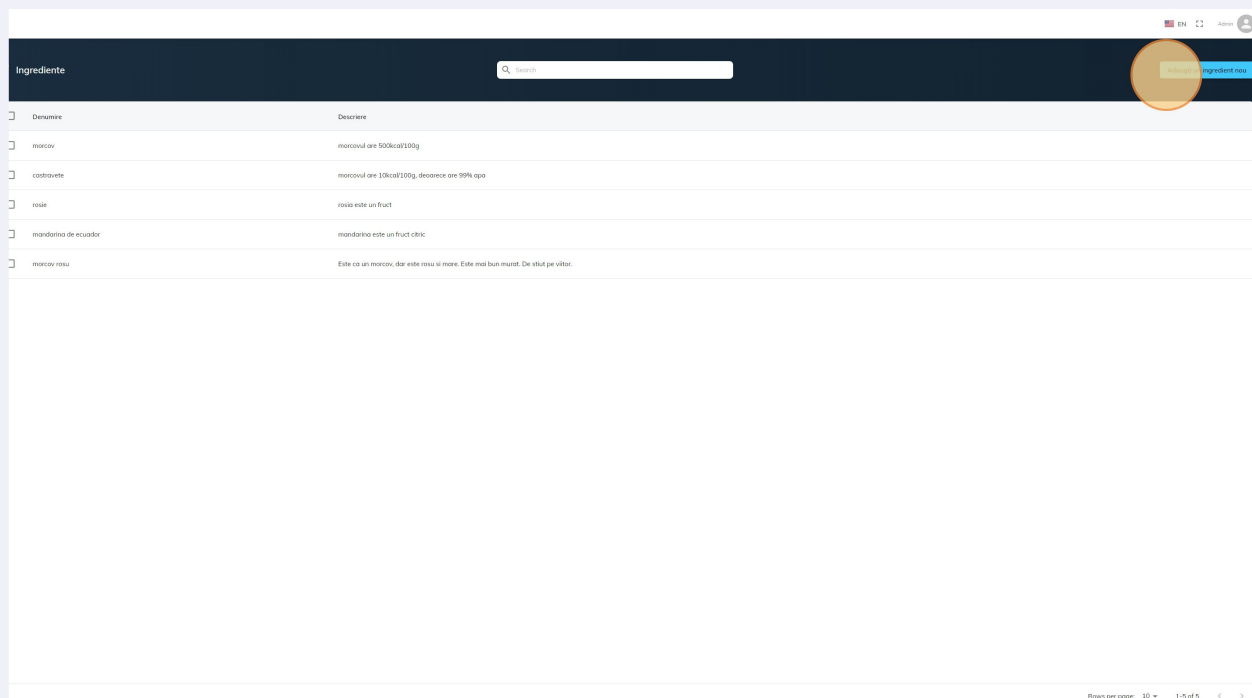 EN Admin
Ingrediente Search ingredient nou
Denumire Descriere
morcov morcovul are 500kcal/100g
castravete morcovul are 10kcal/100g, deoarece are 99% apa
rosie rosia este un fruct
mandarina de ecuador mandarina este un fruct citric
morcov rosu Este ca un morcov, dar este rosu si mare. Este mai bun murat. De stiut pe viitor.
Rows per page: 10 1-5 of 5